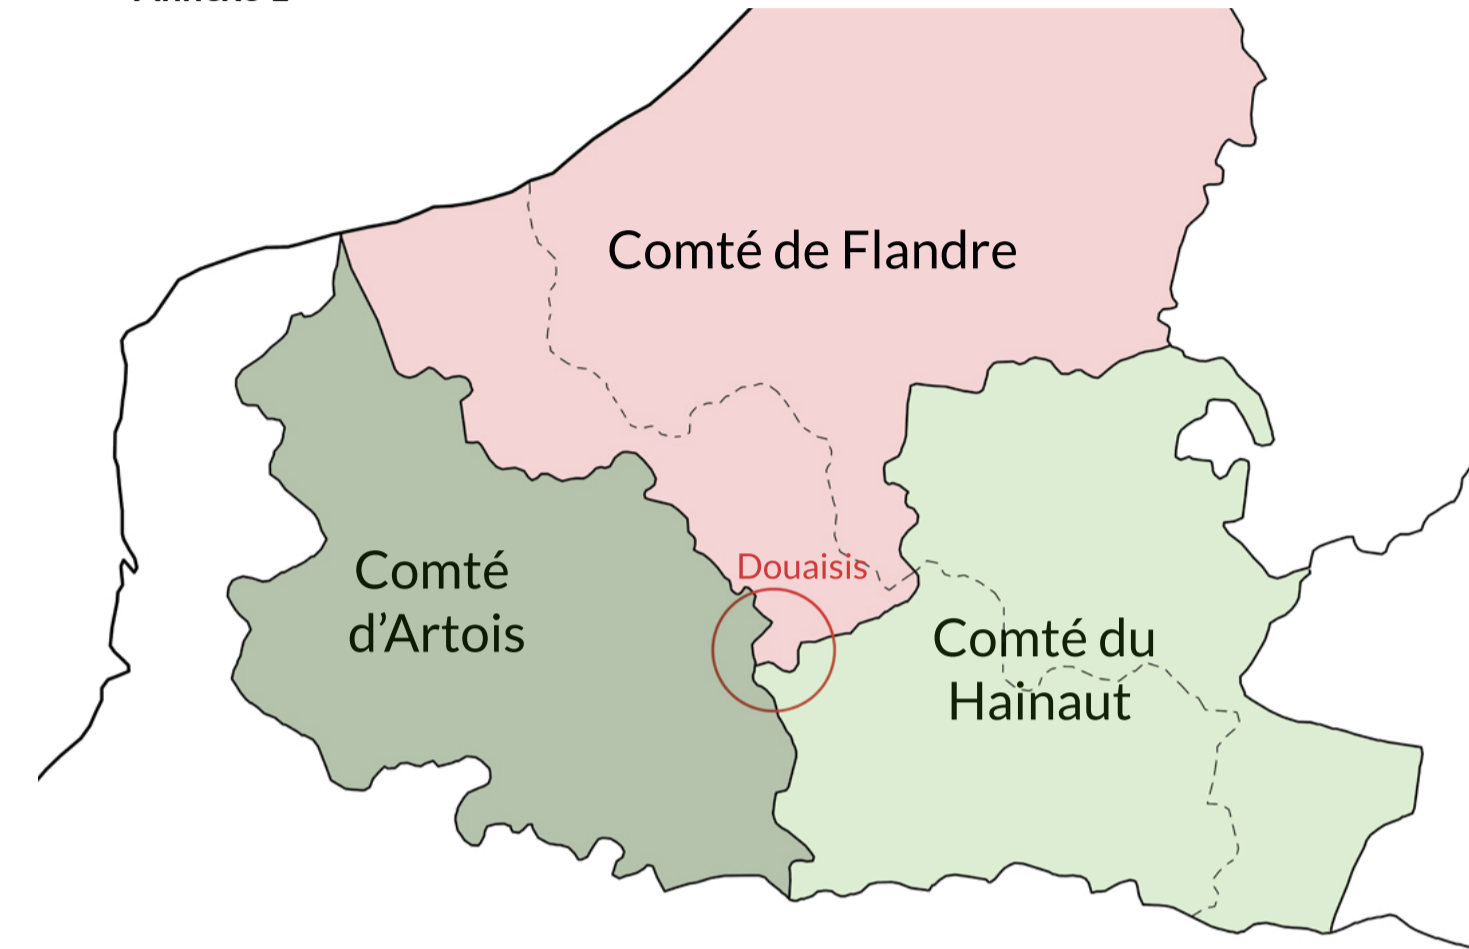 Comté de Flandre
Comté
d’Artois
Douaisis
Comté du
Hainaut